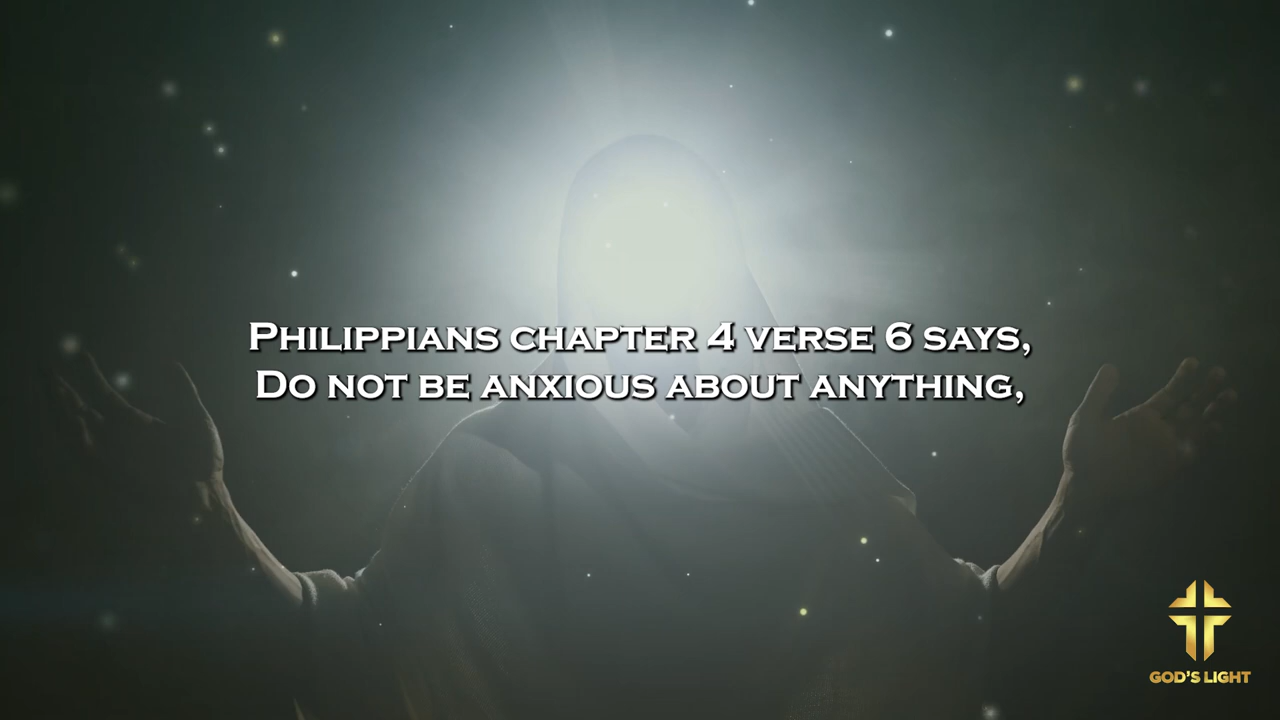 Philippians chapter 4 verse 6 says,
Do not be anxious about anything,
GOD'S LIGHT